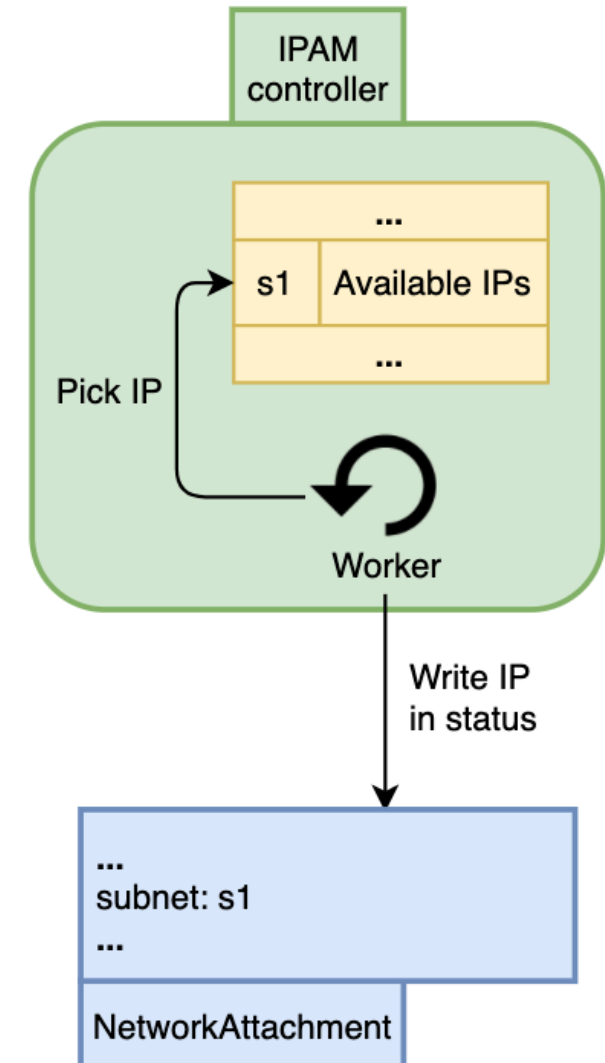 IPAM
controller
...
s1
Available IPs
...
Pick IP
Worker
Write IP
in status
...
subnet: s1
...
NetworkAttachment